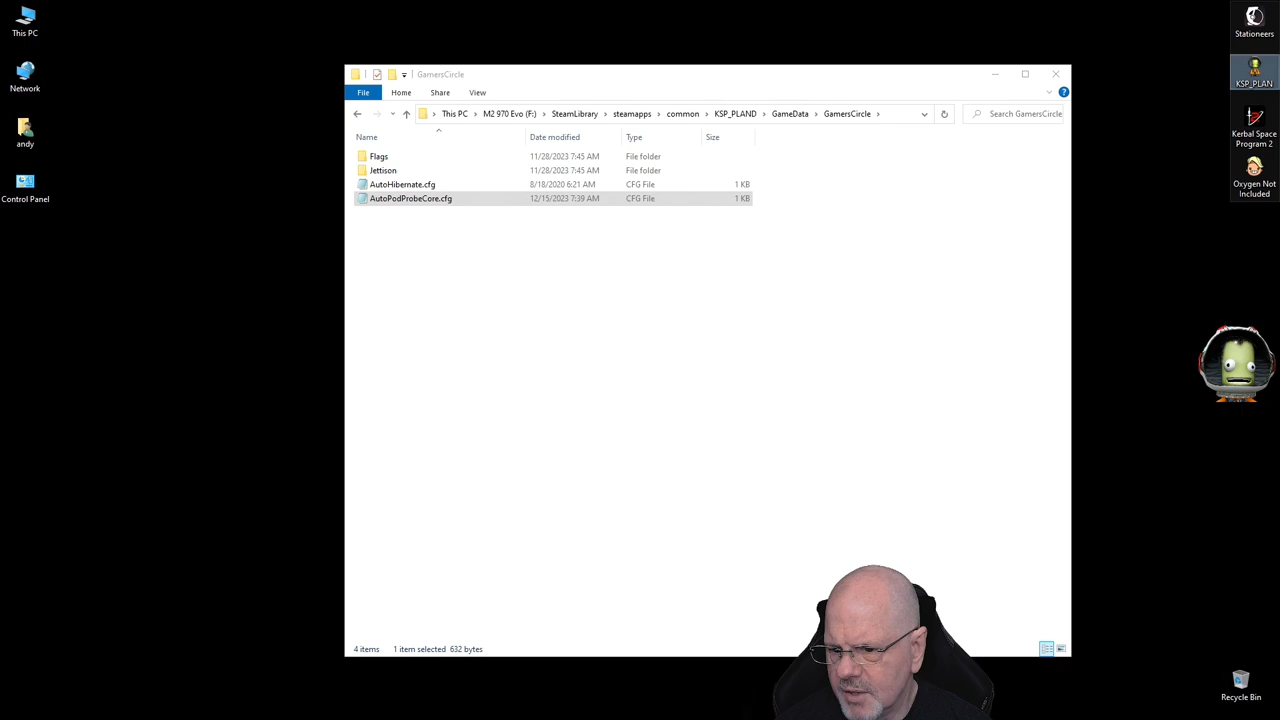 This PC
Network
andy
Control Panel
GamersCircle
File Home Share View
This PC M2 970 Evo (F:) SteamLibrary steamapps common KSP_PLAND GameData GamersCircle Search GamersCircle
Name Date modified Type Size
Flags 11/28/2023 7:45 AM File folder
Jettison 11/28/2023 7:45 AM File folder
AutoHibernate.cfg 8/18/2020 6:21 AM CFG File 1 KB
AutoPodProbeCore.cfg 12/15/2023 7:39 AM CFG File 1 KB
4 items 1 item selected 632 bytes
Stationeers
KSP_PLAN
Kerbal Space
Program 2
Oxygen Not
Included
Recycle Bin